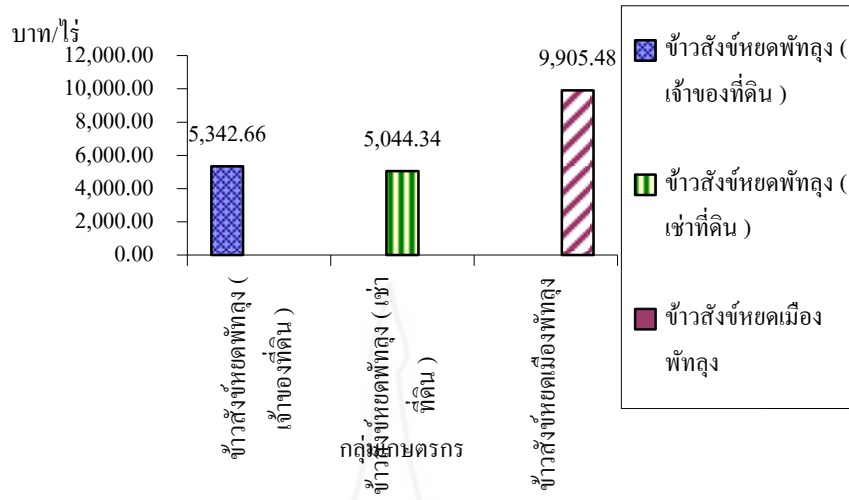 บาท/ไร่
12,000.00
10,000.00
8,000.00
6,000.00
4,000.00
2,000.00
0.00
5,342.66
5,044.34
9,905.48
ข้าวสังข์หยดพัทลุง (
เจ้าของที่ดิน )
ข้าวสังข์หยดพัทลุง ( เช่า
ที่ดิน )
ข้าวสังข์หยดเมืองพัทลุง
กลุ่มเกษตรกร
ข้าวสังข์หยดพัทลุง (
เจ้าของที่ดิน )
ข้าวสังข์หยดพัทลุง (
เช่าที่ดิน )
ข้าวสังข์หยดเมือง
พัทลุง